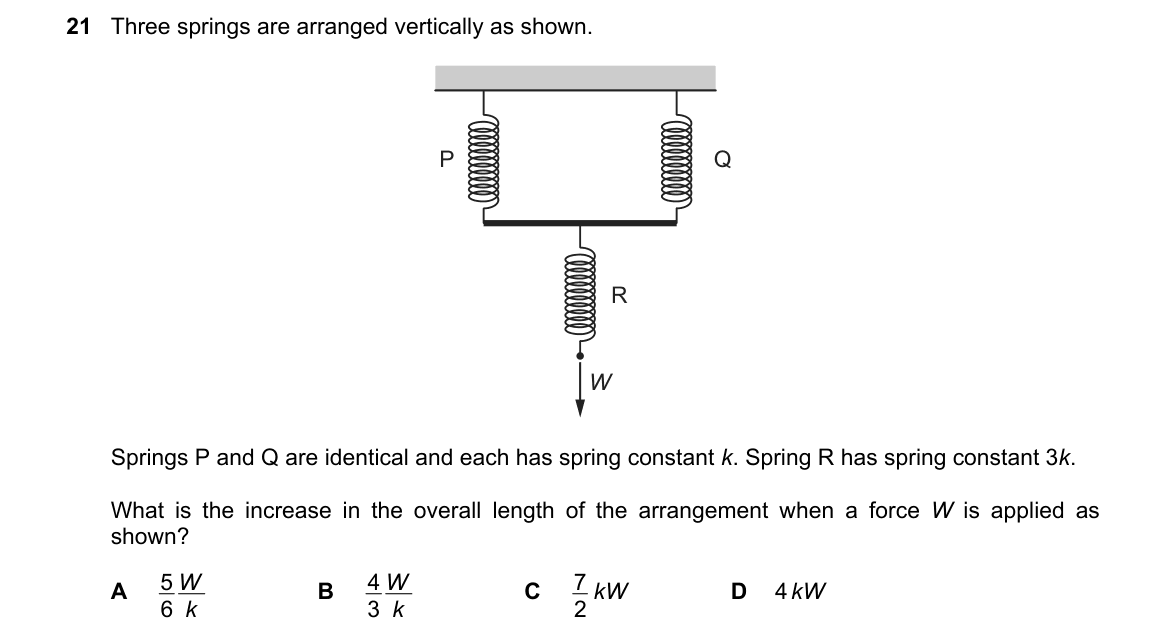 21 Three springs are arranged vertically as shown.
P
Q
R
W
Springs P and Q are identical and each has spring constant k. Spring R has spring constant 3k.
What is the increase in the overall length of the arrangement when a force W is applied as
shown?
A 5/6 W/k B 4/3 W/k C 7/2 kW D 4kW